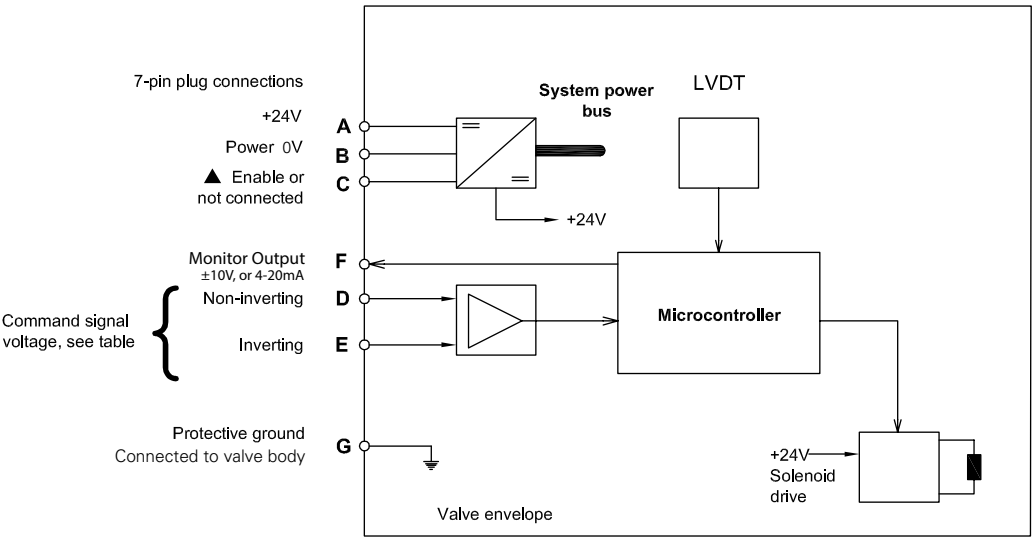 7-pin plug connections
+24V
A
Power 0V
B
▲ Enable or
not connected
C
System power
bus
LVDT
+24V
Monitor Output
±10V, or 4-20mA
F
Command signal
voltage, see table
Non-inverting
D
Inverting
E
Microcontroller
Protective ground
Connected to valve body
G
+24V
Solenoid
drive
Valve envelope